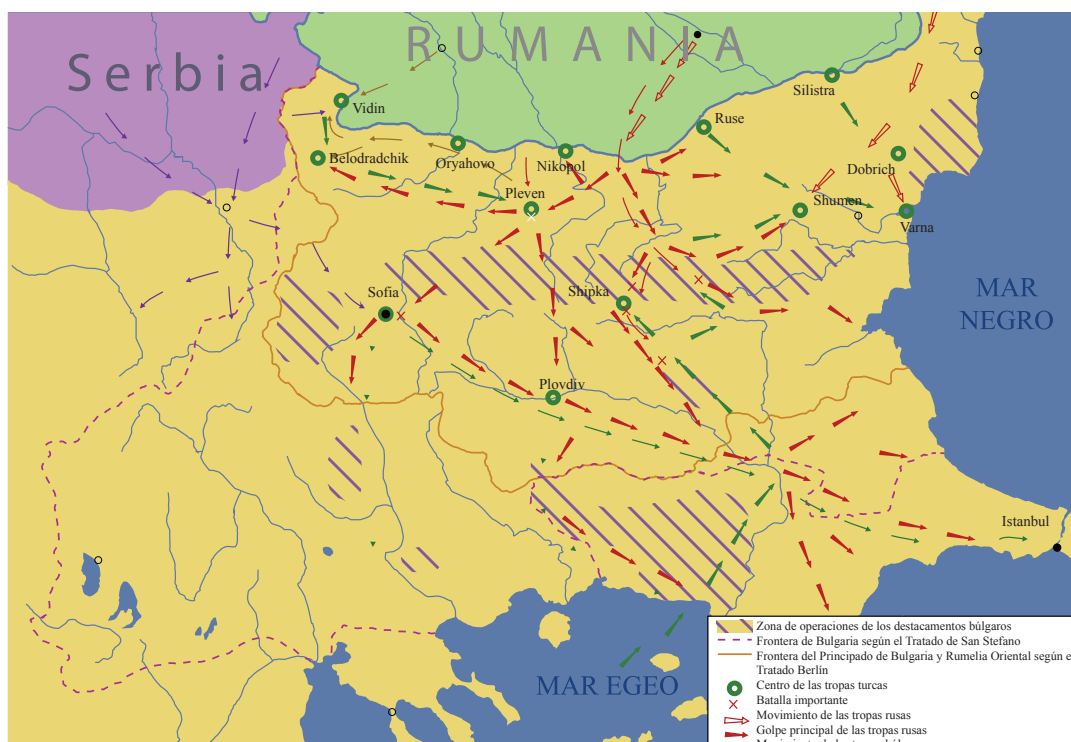 RUMANIA
Serbia
Vidin
Silistra
Ruse
Belodradchik
Oryahovo
Nikopol
Dobrich
Pleven
Shumen
Varna
Sofia
Shipka
MAR
NEGRO
Plovdiv
Istanbul
MAR EGEO
Zona de operaciones de los destacamentos búlgaros
Frontera de Bulgaria según el Tratado de San Stefano
Frontera del Principado de Bulgaria y Rumelia Oriental según e
Tratado Berlín
Centro de las tropas turcas
Batalla importante
Movimiento de las tropas rusas
Golpe principal de las tropas rusas